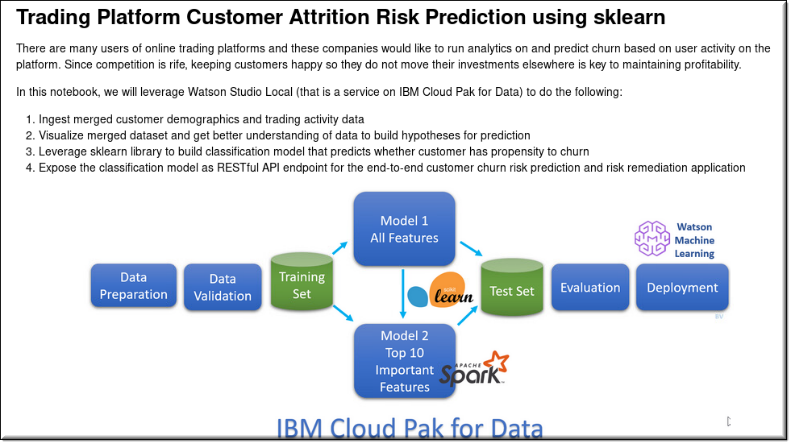 Trading Platform Customer Attrition Risk Prediction using sklearn
There are many users of online trading platforms and these companies would like to run analytics on and predict churn based on user activity on the
platform. Since competition is rife, keeping customers happy so they do not move their investments elsewhere is key to maintaining profitability.
In this notebook, we will leverage Watson Studio Local (that is a service on IBM Cloud Pak for Data) to do the following:
1. Ingest merged customer demographics and trading activity data
2. Visualize merged dataset and get better understanding of data to build hypotheses for prediction
3. Leverage sklearn library to build classification model that predicts whether customer has propensity to churn
4. Expose the classification model as RESTful API endpoint for the end-to-end customer churn risk prediction and risk remediation application
Model 1
All Features
Watson
Machine
Learning
Data
Preparation
Data
Validation
Training
Set
learn
Test Set
Evaluation
Deployment
Model 2
Top 10
Important
Features
APACHE
Spark
IBM Cloud Pak for Data